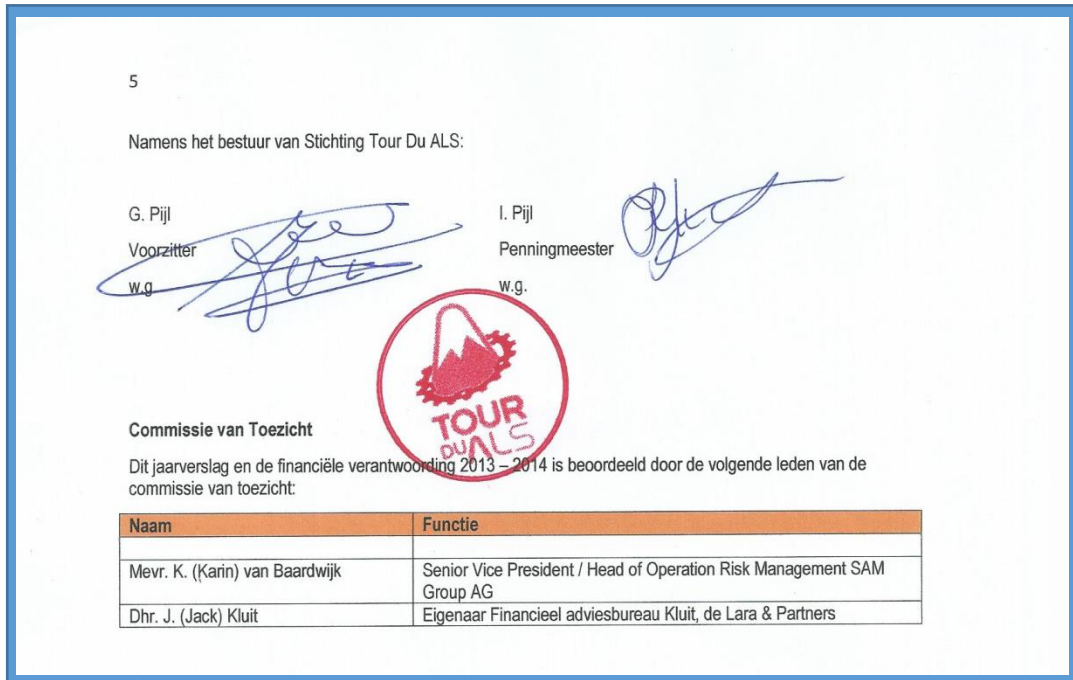 5
Namens het bestuur van Stichting Tour Du ALS:
G. Pijl
I. Pijl
Voorzitter
Penningmeester
w.g
w.g.
TOUR
DU ALS
Commissie van Toezicht
Dit jaarverslag en de financiële verantwoording 2013 – 2014 is beoordeeld door de volgende leden van de
commissie van toezicht:
Naam Functie
Mevr. K. (Karin) van Baardwijk Senior Vice President / Head of Operation Risk Management SAM
Group AG
Dhr. J. (Jack) Kluit Eigenaar Financieel adviesbureau Kluit, de Lara & Partners